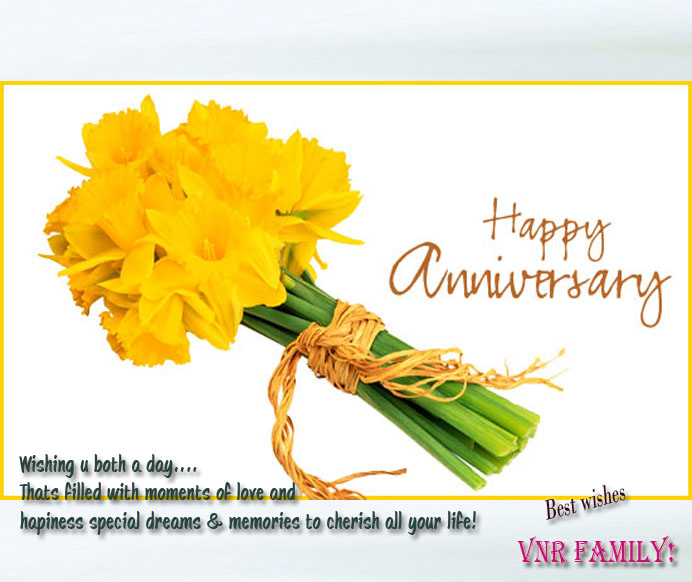 Happy
Anniversary
Wishing u both a day....
Thats filled with moments of love and
hapiness special dreams & memories to cherish all your life!
Best wishes
VNR FAMILY!